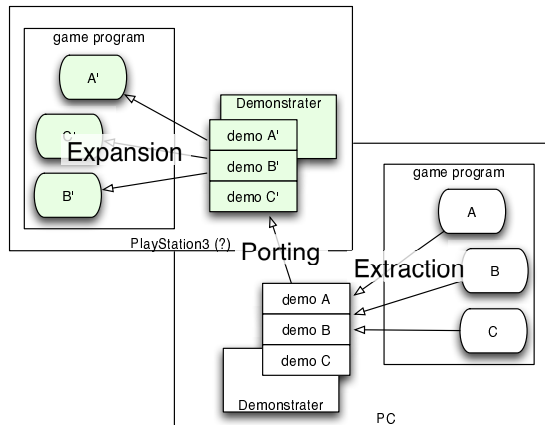 game program
A'
C'
Expansion
B'
Demonstrater
demo A'
demo B'
demo C'
PlayStation3 (?)
Porting
game program
A
Extraction
B
C
demo A
demo B
demo C
Demonstrater
PC